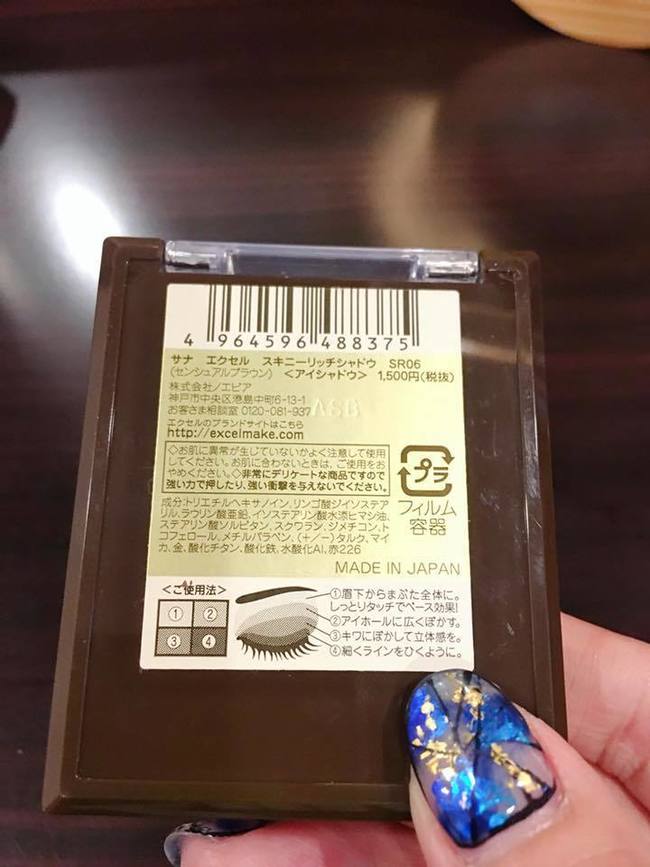 4 964596 488375
サナ エクセル スキニーリッチシャドウ SR06
(センシュアルブラウン) <アイシャドウ> 1,500円(税抜)
株式会社ノエビア
神戸市中央区港島中町6-13-1
お客さま相談室 0120-081-937
エクセルのブランドサイトはこちら
http://excelmake.com
◇お肌に異常が生じていないかよく注意して使用
してください。お肌に合わないときは、ご使用をお
やめください。◇非常にデリケートな商品ですので
強い力で押したり、強い衝撃を与えないでください。
プラ
フィルム
容器
成分:トリエチルヘキサノイン、リンゴ酸ジイソステア
リル、ラウリン酸亜鉛、イソステアリン酸水添ヒマシ油、
ステアリン酸ソルビタン、スクワラン、ジメチコン、ト
コフェロール、メチルパラベン、(+/-)タルク、マイ
カ、金、酸化チタン、酸化鉄、水酸化Al、赤226
MADE IN JAPAN
<ご使用法>
① ②
③ ④
①眉下からまぶた全体に。
しっとりタッチでベース効果!
②アイホールに広くぼかす。
③キワにぼかして立体感を。
④細くラインをひくように。